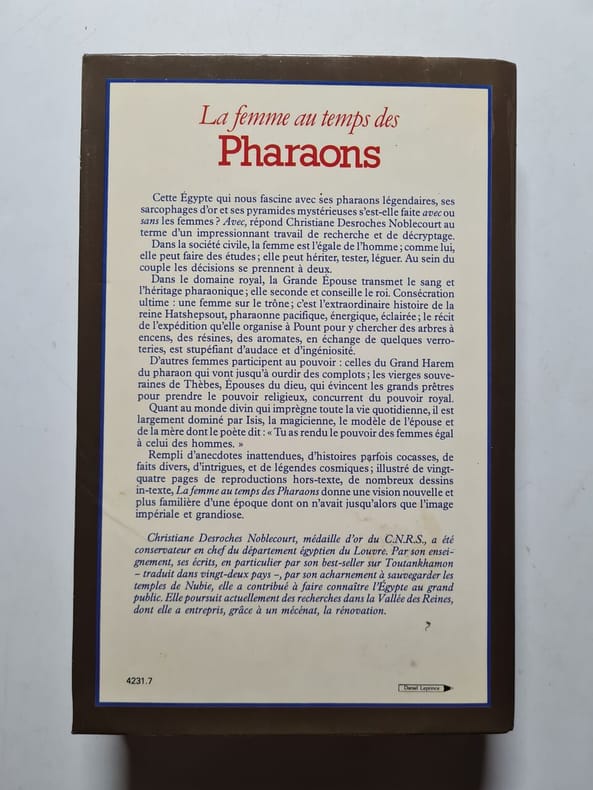 La femme au temps des
Pharaons
Cette Égypte qui nous fascine avec ses pharaons légendaires, ses
sarcophages d'or et ses pyramides mystérieuses s'est-elle faite avec ou
sans les femmes ? Avec, répond Christiane Desroches Noblecourt au
terme d'un impressionnant travail de recherche et de décryptage.
Dans la société civile, la femme est l'égale de l'homme ; comme lui,
elle peut faire des études ; elle peut hériter, tester, léguer. Au sein du
couple les décisions se prennent à deux.
Dans le domaine royal, la Grande Épouse transmet le sang et
l'héritage pharaonique ; elle seconde et conseille le roi. Consécration
ultime : une femme sur le trône ; c'est l'extraordinaire histoire de la
reine Hatshepsout, pharaonne pacifique, énergique, éclairée ; le récit
de l'expédition qu'elle organise à Pount pour y chercher des arbres à
encens, des résines, des aromates, en échange de quelques verro-
teries, est stupéfiant d'audace et d'ingéniosité.
D'autres femmes participent au pouvoir : celles du Grand Harem
du pharaon qui vont jusqu'à ourdir des complots ; les vierges souve-
raines de Thèbes, Épouses du dieu, qui évincent les grands prêtres
pour prendre le pouvoir religieux, concurrent du pouvoir royal.
Quant au monde divin qui imprègne toute la vie quotidienne, il est
largement dominé par Isis, la magicienne, le modèle de l'épouse et
de la mère dont le poète dit : « Tu as rendu le pouvoir des femmes égal
à celui des hommes. »
Rempli d'anecdotes inattendues, d'histoires parfois cocasses, de
faits divers, d'intrigues, et de légendes cosmiques ; illustré de vingt-
quatre pages de reproductions hors-texte, de nombreux dessins
in-texte, La femme au temps des Pharaons donne une vision nouvelle et
plus familière d'une époque dont on n'avait jusqu'alors que l'image
impériale et grandiose.
Christiane Desroches Noblecourt, médaille d'or du C.N.R.S., a été
conservateur en chef du département égyptien du Louvre. Par son ensei-
gnement, ses écrits, en particulier par son best-seller sur Toutankhamon
– traduit dans vingt-deux pays –, par son acharnement à sauvegarder les
temples de Nubie, elle a contribué à faire connaître l'Égypte au grand
public. Elle poursuit actuellement des recherches dans la Vallée des Reines,
dont elle a entrepris, grâce à un mécénat, la rénovation.
4231.7
Daniel Leprince